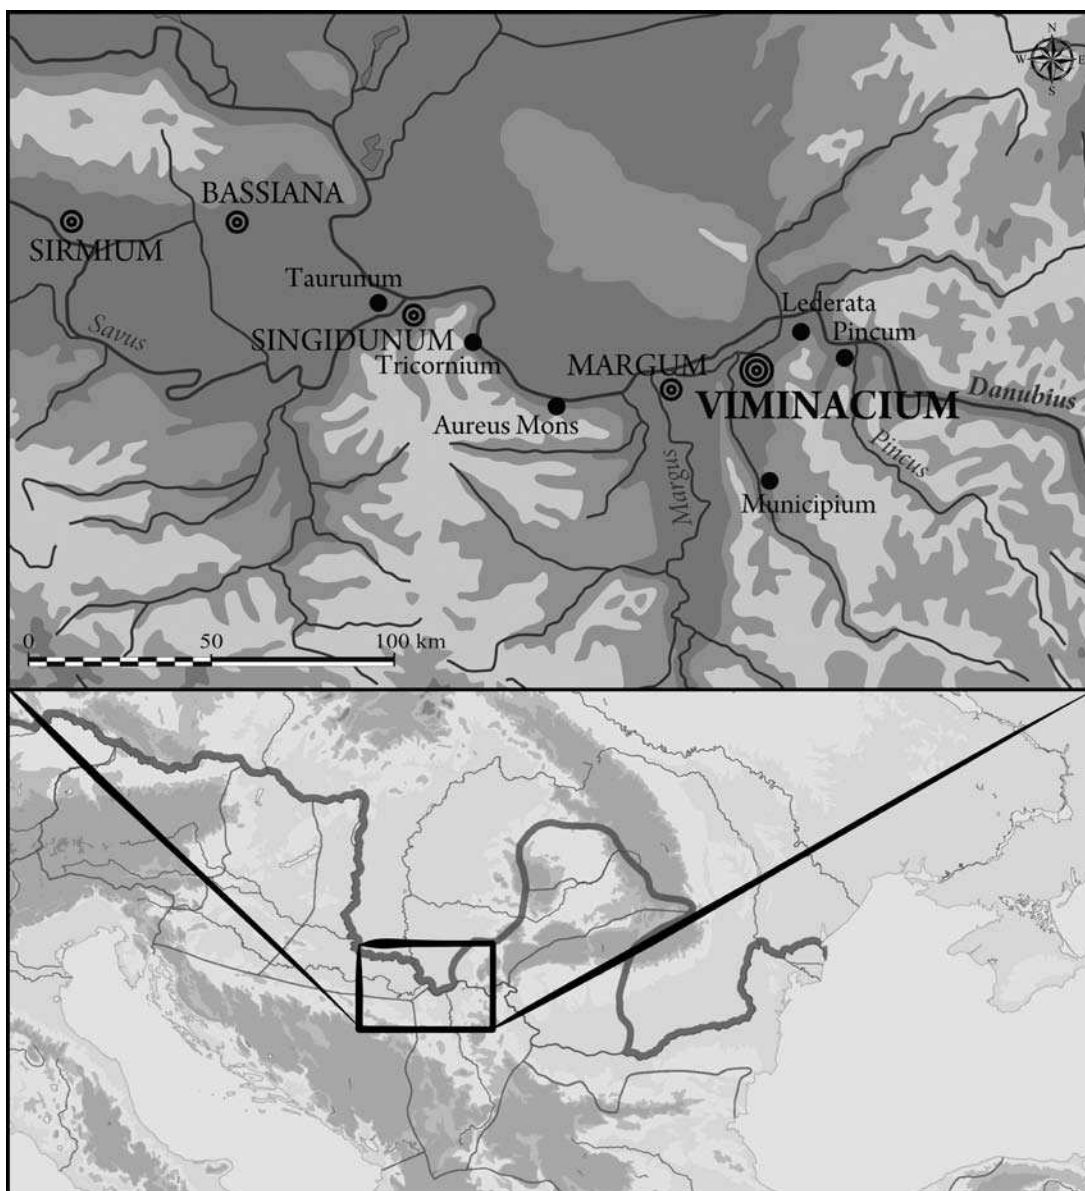 N
W E
S
BASSIANA
SIRMIUM
Taurunum
Savus
SINGIDUNUM
Tricornium
Lederata
Pincum
MARGUM
VIMINACIUM
Danubius
Aureus Mons
Pincus
Margus
Municipium
0 50 100 km